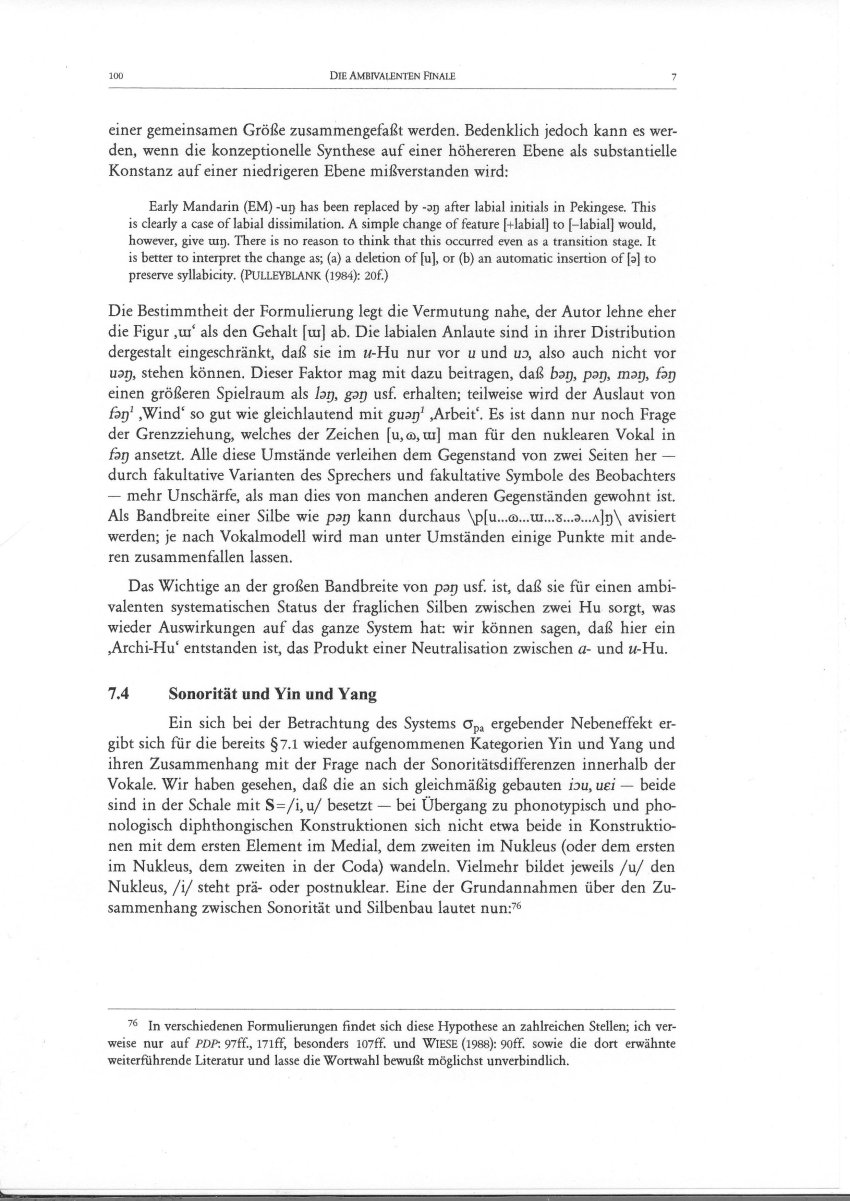 100 DIE AMBIVALENTEN FINALE 7
einer gemeinsamen Größe zusammengefaßt werden. Bedenklich jedoch kann es wer-
den, wenn die konzeptionelle Synthese auf einer höhereren Ebene als substantielle
Konstanz auf einer niedrigeren Ebene mißverstanden wird:
Early Mandarin (EM) -uŋ has been replaced by -əŋ after labial initials in Pekingese. This
is clearly a case of labial dissimilation. A simple change of feature [+labial] to [–labial] would,
however, give ɯŋ. There is no reason to think that this occurred even as a transition stage. It
is better to interpret the change as; (a) a deletion of [u], or (b) an automatic insertion of [ə] to
preserve syllabicity. (PULLEYBLANK (1984): 20f.)
Die Bestimmtheit der Formulierung legt die Vermutung nahe, der Autor lehne eher
die Figur ‚ɯ‘ als den Gehalt [ɯ] ab. Die labialen Anlaute sind in ihrer Distribution
dergestalt eingeschränkt, daß sie im u-Hu nur vor u und uɔ, also auch nicht vor
uəŋ, stehen können. Dieser Faktor mag mit dazu beitragen, daß bəŋ, pəŋ, məŋ, fəŋ
einen größeren Spielraum als ləŋ, gəŋ usf. erhalten; teilweise wird der Auslaut von
fəŋ¹ ‚Wind‘ so gut wie gleichlautend mit guəŋ¹ ‚Arbeit‘. Es ist dann nur noch Frage
der Grenzziehung, welches der Zeichen [u, ɷ, ɯ] man für den nuklearen Vokal in
fəŋ ansetzt. Alle diese Umstände verleihen dem Gegenstand von zwei Seiten her —
durch fakultative Varianten des Sprechers und fakultative Symbole des Beobachters
— mehr Unschärfe, als man dies von manchen anderen Gegenständen gewohnt ist.
Als Bandbreite einer Silbe wie pəŋ kann durchaus \p[u...ɷ...ɯ...ɤ...ə...ʌ]ŋ\ avisiert
werden; je nach Vokalmodell wird man unter Umständen einige Punkte mit ande-
ren zusammenfallen lassen.
Das Wichtige an der großen Bandbreite von pəŋ usf. ist, daß sie für einen ambi-
valenten systematischen Status der fraglichen Silben zwischen zwei Hu sorgt, was
wieder Auswirkungen auf das ganze System hat: wir können sagen, daß hier ein
‚Archi-Hu‘ entstanden ist, das Produkt einer Neutralisation zwischen a- und u-Hu.
7.4 Sonorität und Yin und Yang
Ein sich bei der Betrachtung des Systems σpa ergebender Nebeneffekt er-
gibt sich für die bereits §7.1 wieder aufgenommenen Kategorien Yin und Yang und
ihren Zusammenhang mit der Frage nach der Sonoritätsdifferenzen innerhalb der
Vokale. Wir haben gesehen, daß die an sich gleichmäßig gebauten iɔu, uɐi — beide
sind in der Schale mit S=/i, u/ besetzt — bei Übergang zu phonotypisch und pho-
nologisch diphthongischen Konstruktionen sich nicht etwa beide in Konstruktio-
nen mit dem ersten Element im Medial, dem zweiten im Nukleus (oder dem ersten
im Nukleus, dem zweiten in der Coda) wandeln. Vielmehr bildet jeweils /u/ den
Nukleus, /i/ steht prä- oder postnuklear. Eine der Grundannahmen über den Zu-
sammenhang zwischen Sonorität und Silbenbau lautet nun:⁷⁶
⁷⁶ In verschiedenen Formulierungen findet sich diese Hypothese an zahlreichen Stellen; ich ver-
weise nur auf PDP: 97ff., 171ff, besonders 107ff. und WIESE (1988): 90ff. sowie die dort erwähnte
weiterführende Literatur und lasse die Wortwahl bewußt möglichst unverbindlich.